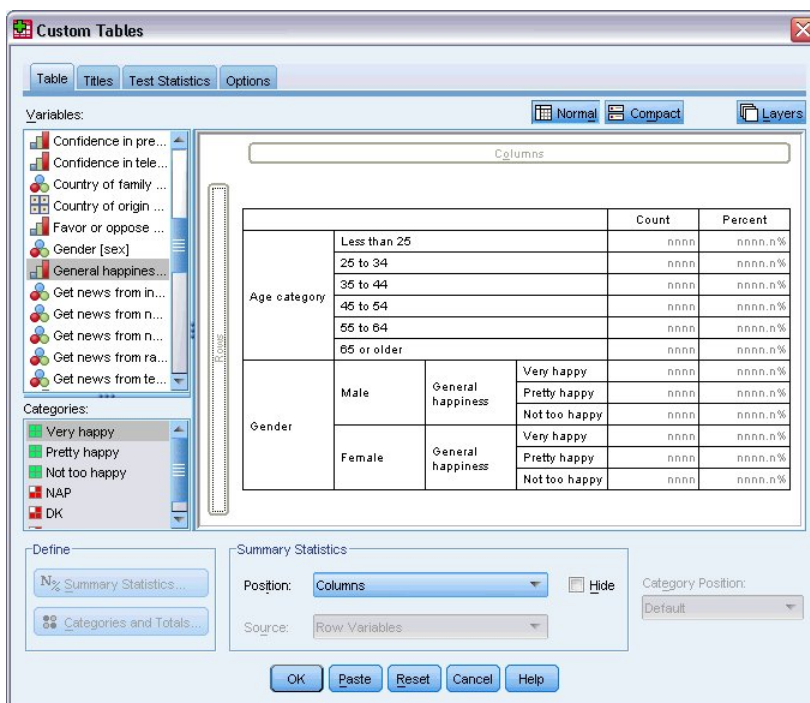 Custom Tables
Table Titles Test Statistics Options
Variables: Normal Compact Layers
Confidence in pre...
Confidence in tele...
Country of family ...
Country of origin ...
Favor or oppose ...
Gender [sex]
General happines...
Get news from in...
Get news from n...
Get news from n...
Get news from ra...
Get news from te...
Categories:
Very happy
Pretty happy
Not too happy
NAP
DK
Columns
Rows
Count Percent
Age category
Less than 25 nnnn nnnn.n%
25 to 34 nnnn nnnn.n%
35 to 44 nnnn nnnn.n%
45 to 54 nnnn nnnn.n%
55 to 64 nnnn nnnn.n%
65 or older nnnn nnnn.n%
Gender
Male
General
happiness
Very happy nnnn nnnn.n%
Pretty happy nnnn nnnn.n%
Not too happy nnnn nnnn.n%
Female
General
happiness
Very happy nnnn nnnn.n%
Pretty happy nnnn nnnn.n%
Not too happy nnnn nnnn.n%
Define
N% Summary Statistics...
Categories and Totals...
Summary Statistics
Position: Columns Hide
Source: Row Variables
Category Position:
Default
OK Paste Reset Cancel Help